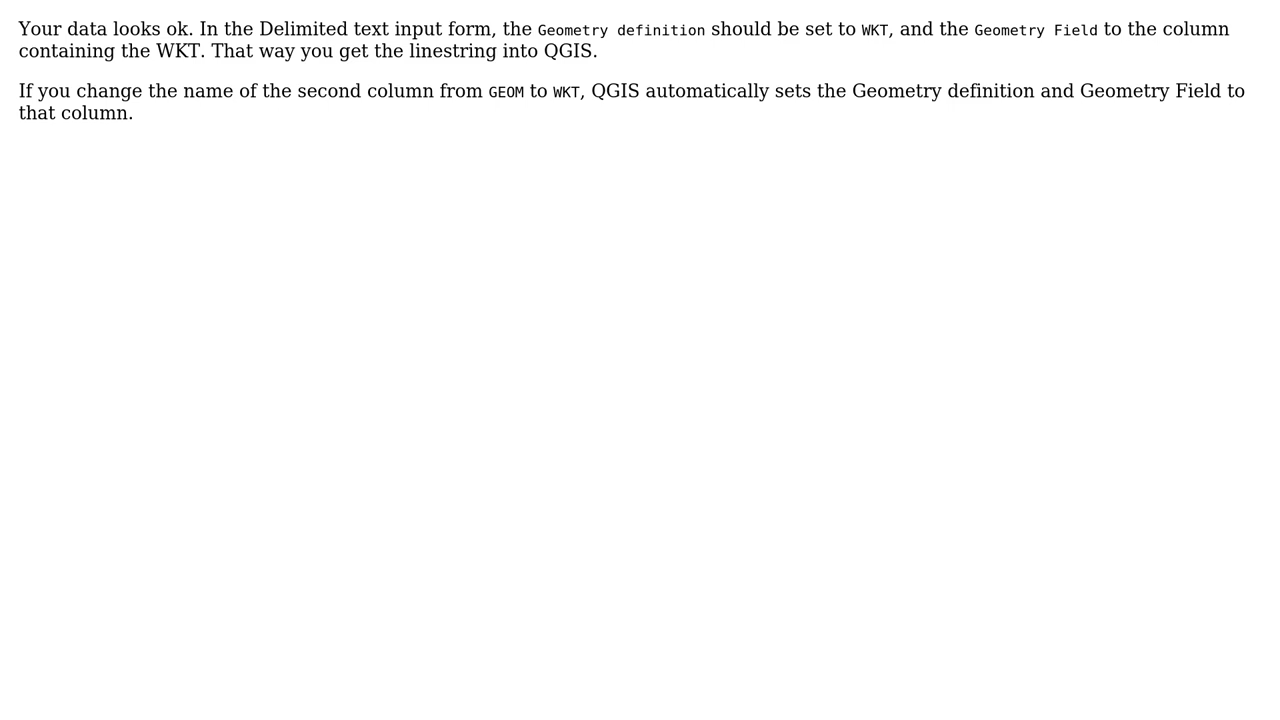 Your data looks ok. In the Delimited text input form, the Geometry definition should be set to WKT, and the Geometry Field to the column
containing the WKT. That way you get the linestring into QGIS.
If you change the name of the second column from GEOM to WKT, QGIS automatically sets the Geometry definition and Geometry Field to
that column.